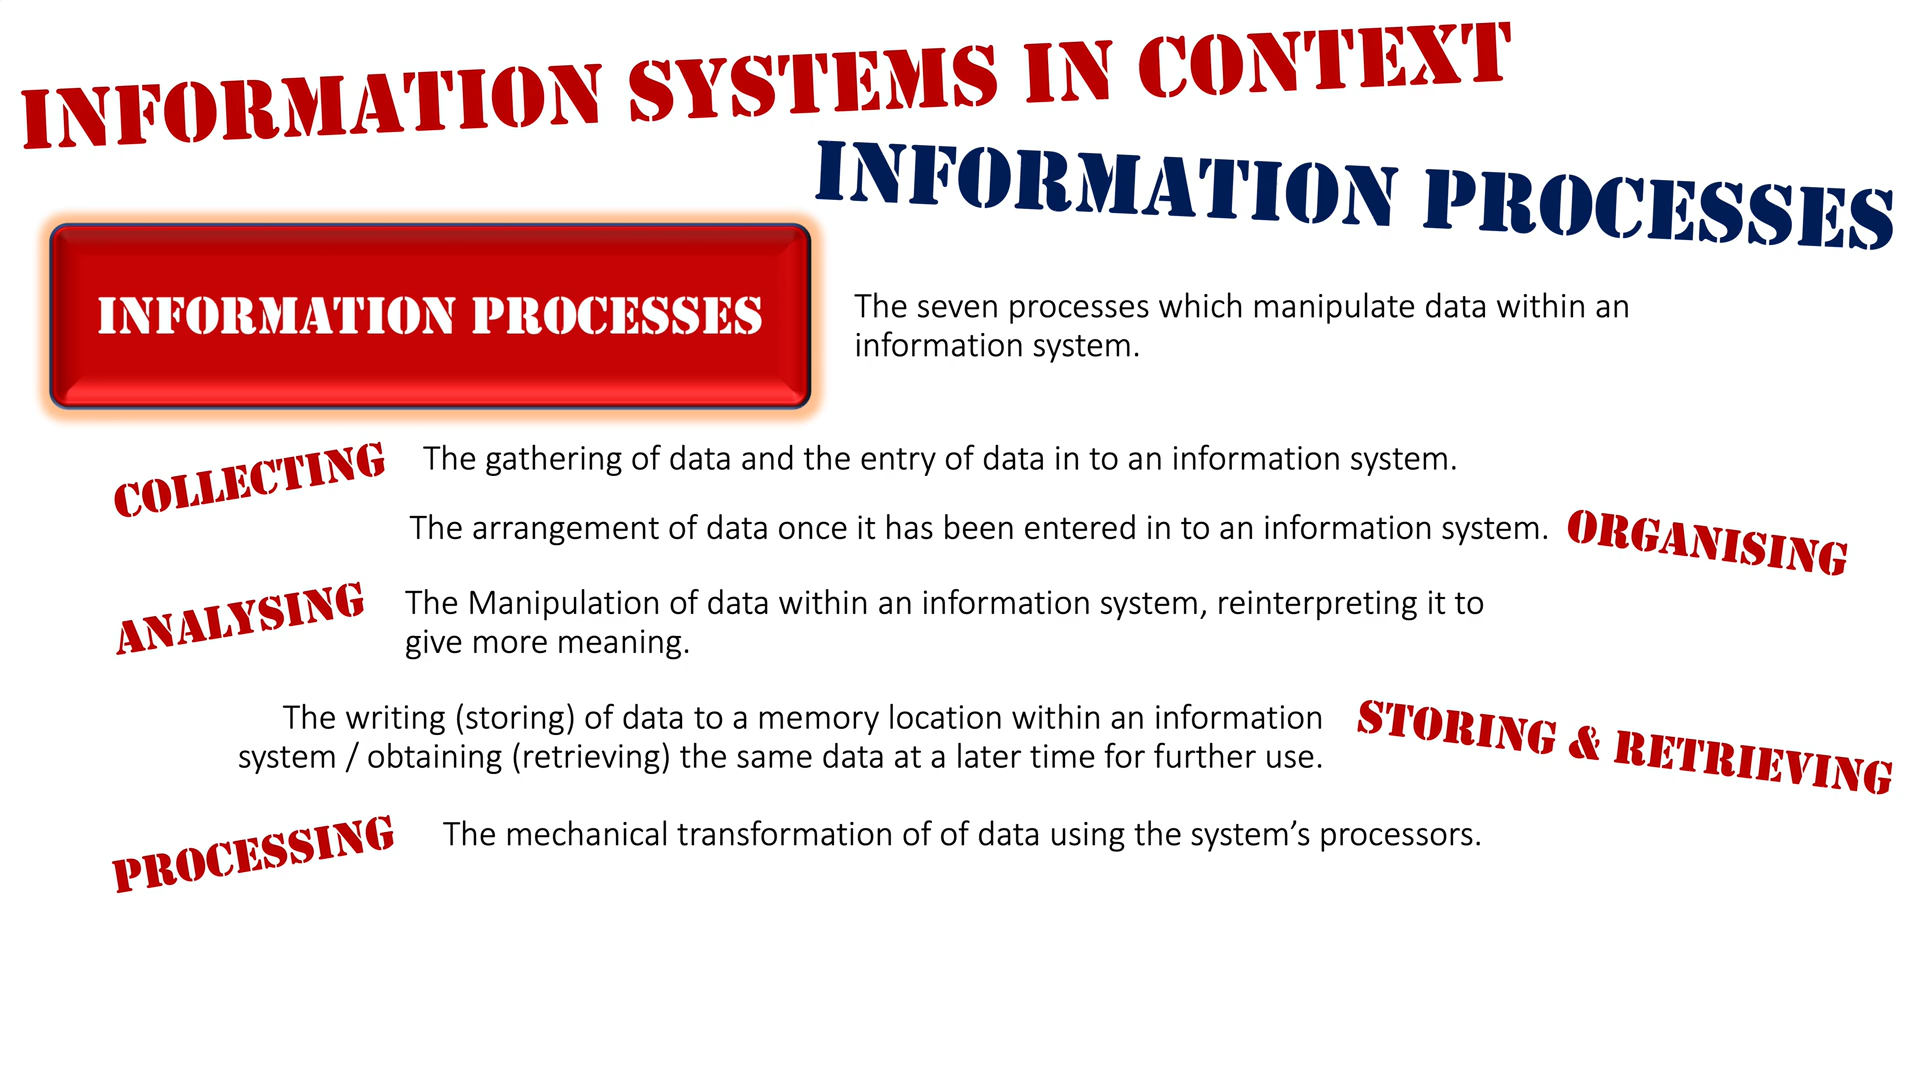 INFORMATION SYSTEMS IN CONTEXT
INFORMATION PROCESSES
INFORMATION PROCESSES
The seven processes which manipulate data within an
information system.
COLLECTING
The gathering of data and the entry of data in to an information system.
The arrangement of data once it has been entered in to an information system.
ORGANISING
ANALYSING
The Manipulation of data within an information system, reinterpreting it to
give more meaning.
The writing (storing) of data to a memory location within an information
system / obtaining (retrieving) the same data at a later time for further use.
STORING & RETRIEVING
PROCESSING
The mechanical transformation of of data using the system’s processors.